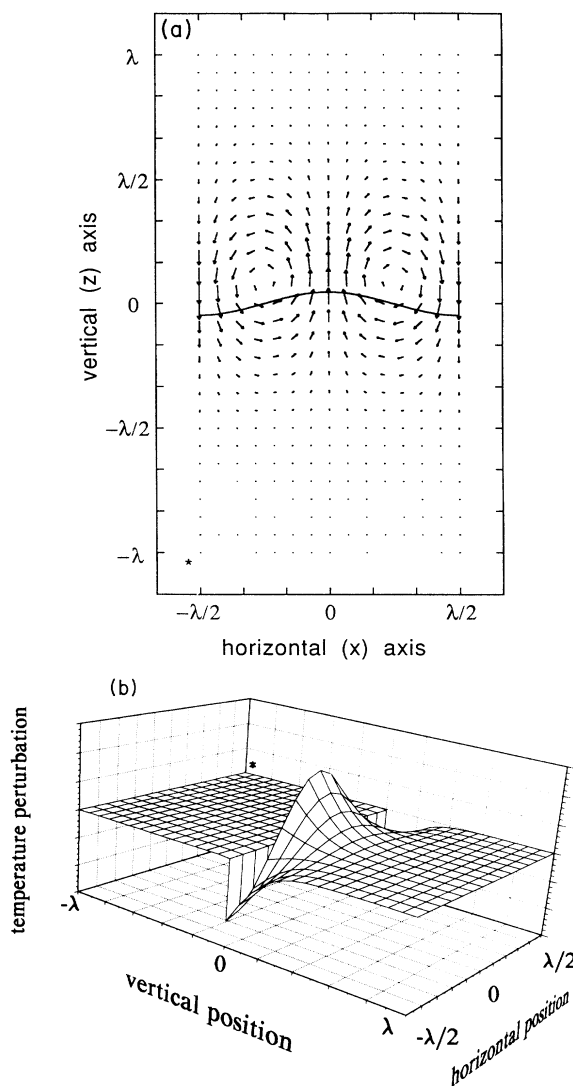 (a)
λ
λ/2
0
−λ/2
−λ
vertical (z) axis
*
−λ/2 0 λ/2
horizontal (x) axis
(b)
temperature perturbation
*
-λ
0
λ
vertical position
-λ/2
0
λ/2
horizontal position